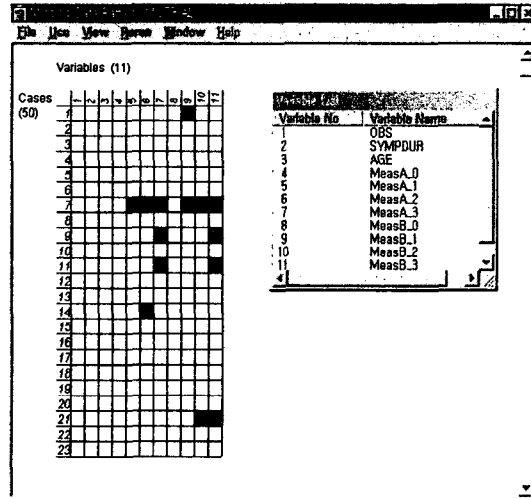 File Use View Rerun Window Help
Variables (11)
Cases
(50)
1 2 3 4 5 6 7 8 9 10 11
1
2
3
4
5
6
7
8
9
10
11
12
13
14
15
16
17
18
19
20
21
22
23
Variable List
Variable No Variable Name
1 OBS
2 SYMPDUR
3 AGE
4 MeasA_0
5 MeasA_1
6 MeasA_2
7 MeasA_3
8 MeasB_0
9 MeasB_1
10 MeasB_2
11 MeasB_3